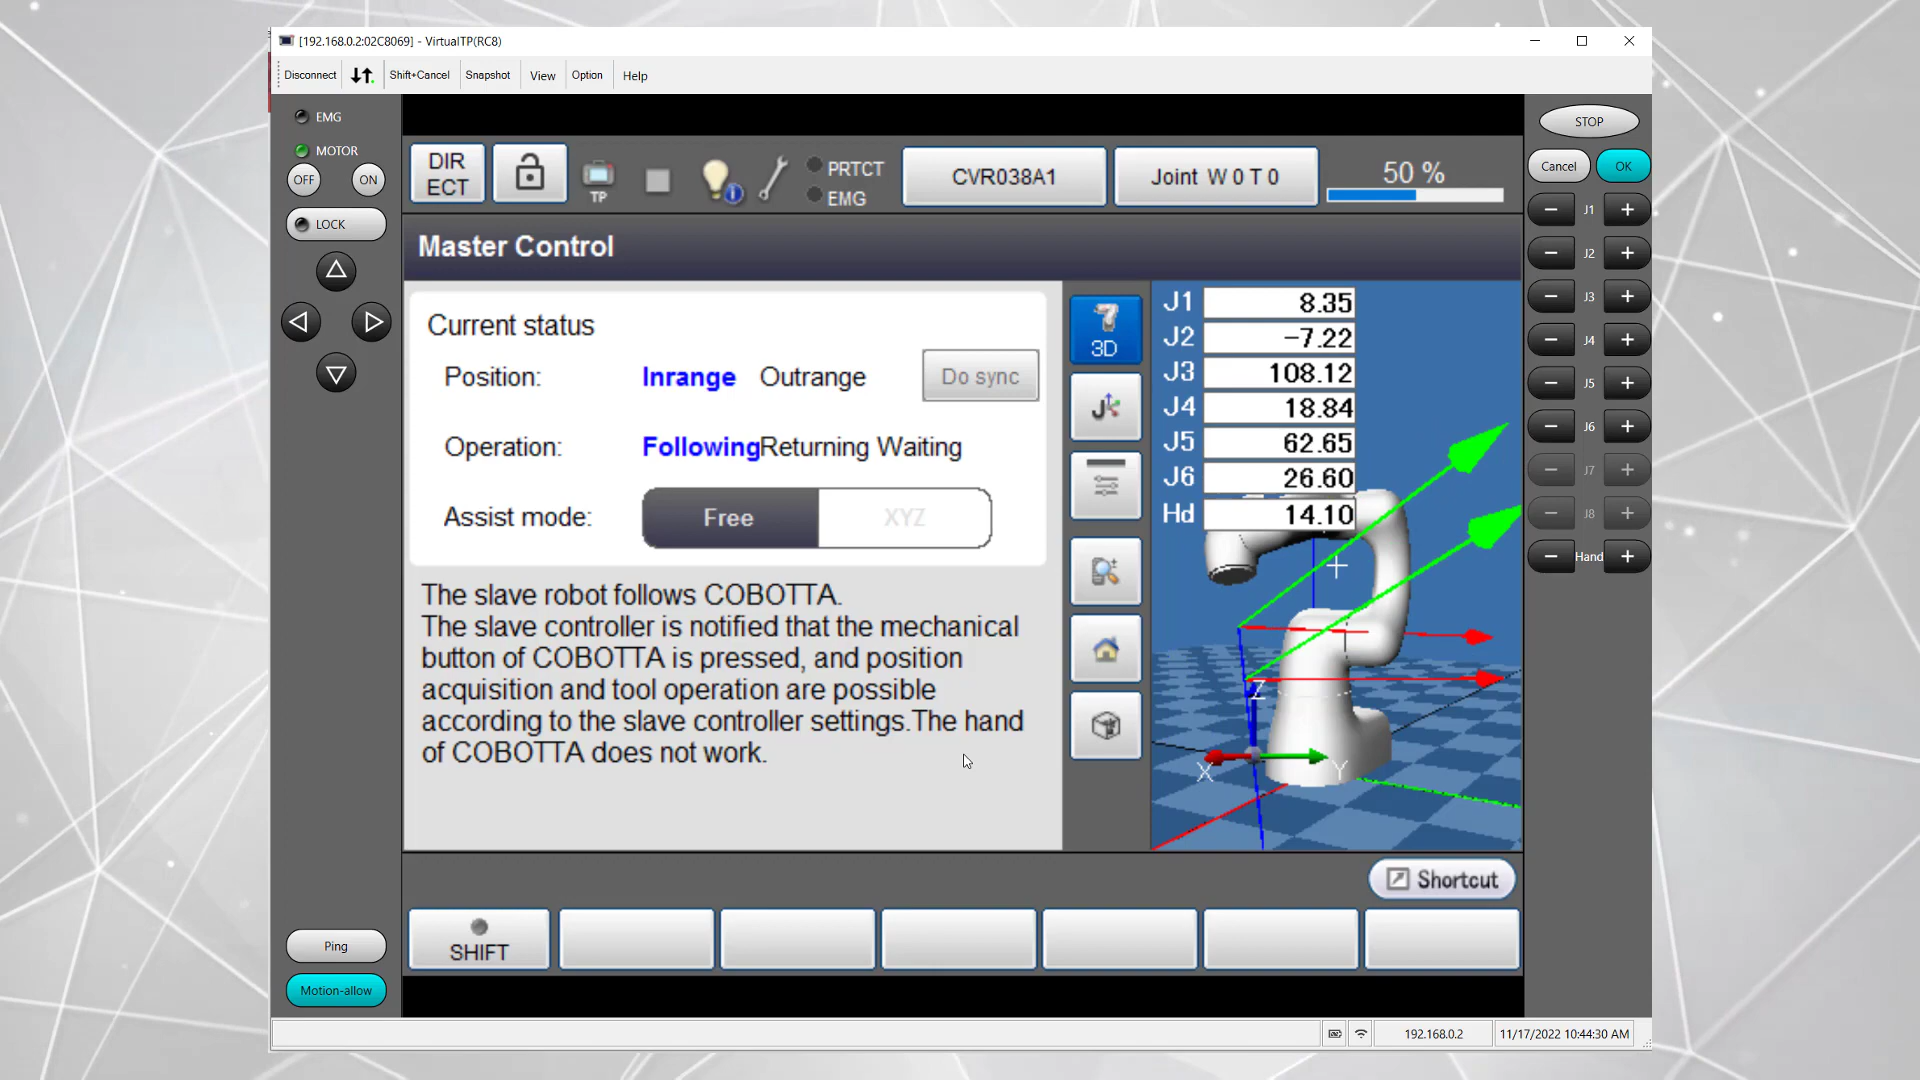 [192.168.0.2:02C8069] - VirtualTP(RC8)
Disconnect Shift+Cancel Snapshot View Option Help
EMG
MOTOR
OFF ON
LOCK
DIR
ECT
TP
PRTCT
EMG
CVR038A1
Joint W 0 T 0
50 %
STOP
Cancel OK
Master Control
Current status
Position: Inrange Outrange Do sync
Operation: Following Returning Waiting
Assist mode: Free XYZ
The slave robot follows COBOTTA.
The slave controller is notified that the mechanical
button of COBOTTA is pressed, and position
acquisition and tool operation are possible
according to the slave controller settings.The hand
of COBOTTA does not work.
3D
J
J1 8.35
J2 -7.22
J3 108.12
J4 18.84
J5 62.65
J6 26.60
Hd 14.10
Z
X Y
− J1 +
− J2 +
− J3 +
− J4 +
− J5 +
− J6 +
− J7 +
− J8 +
− Hand +
Shortcut
SHIFT
Ping
Motion-allow
192.168.0.2 11/17/2022 10:44:30 AM